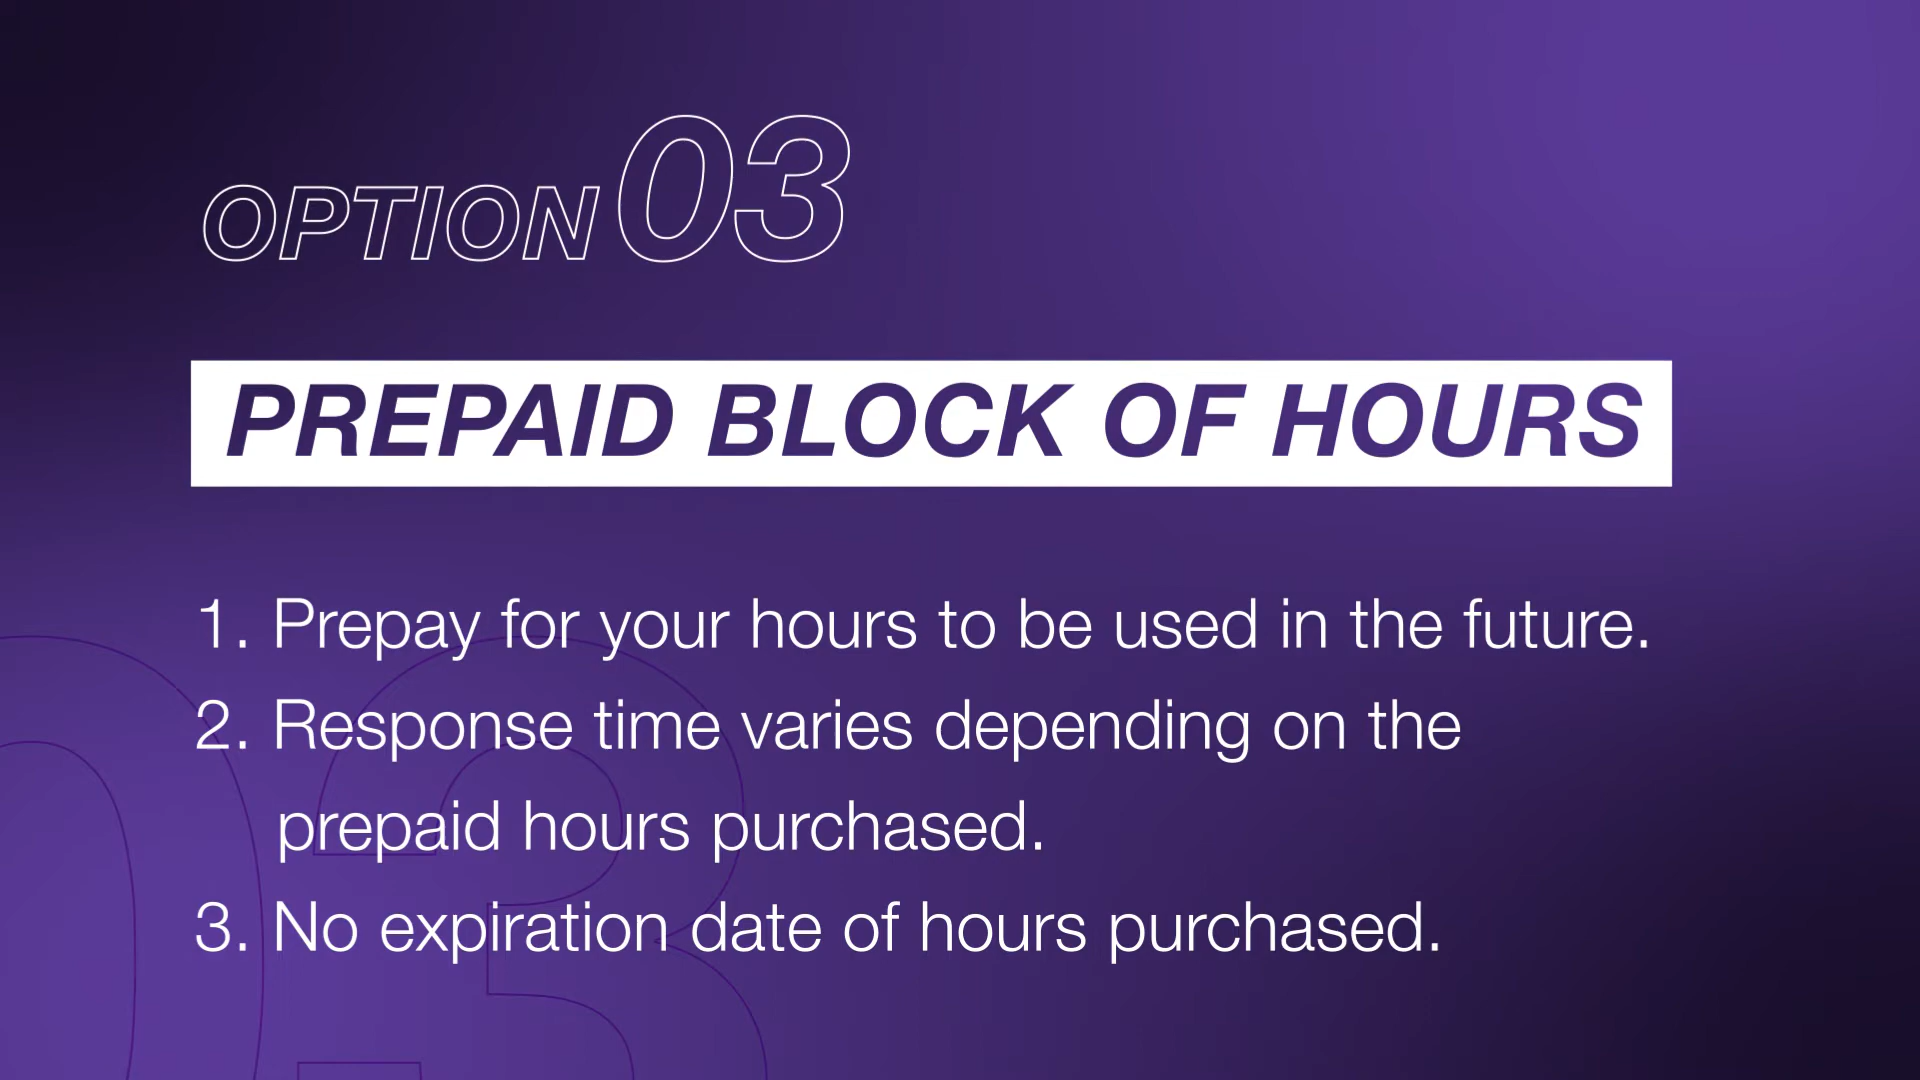 OPTION 03
PREPAID BLOCK OF HOURS
1. Prepay for your hours to be used in the future.
2. Response time varies depending on the
prepaid hours purchased.
3. No expiration date of hours purchased.
03